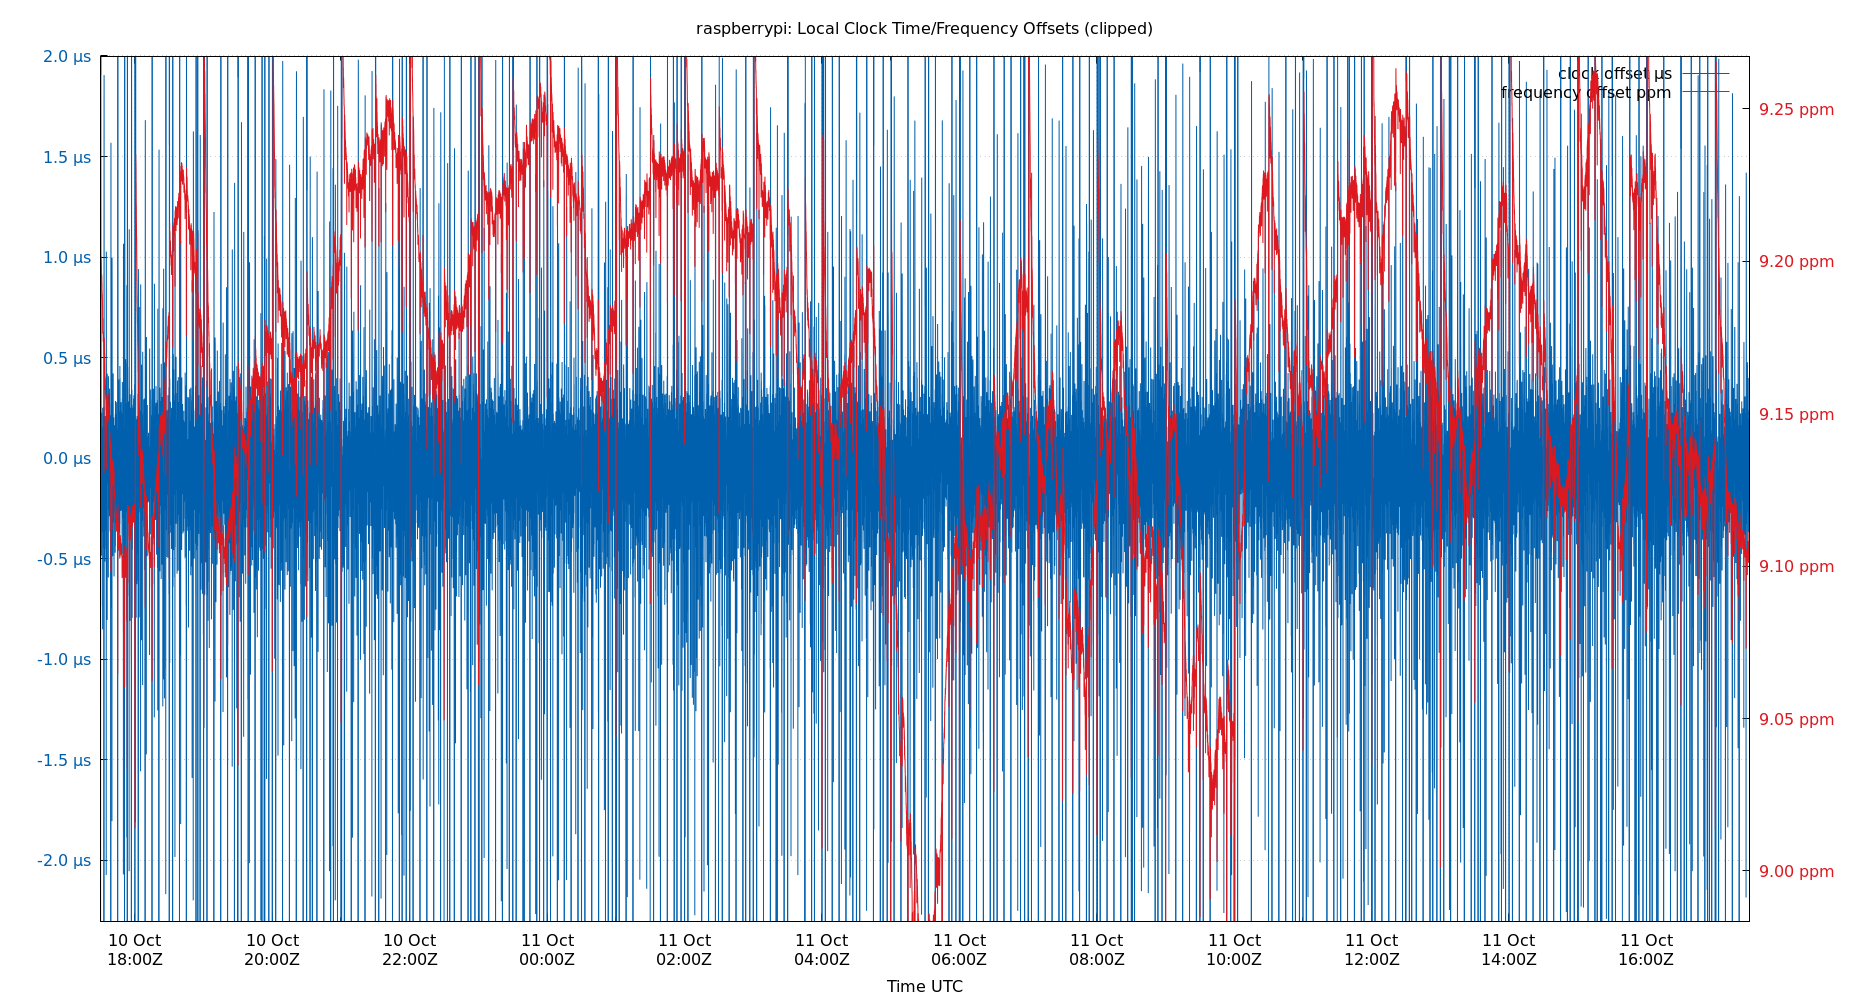 raspberrypi: Local Clock Time/Frequency Offsets (clipped)
2.0 µs
1.5 µs
1.0 µs
0.5 µs
0.0 µs
-0.5 µs
-1.0 µs
-1.5 µs
-2.0 µs
clock offset µs
frequency offset ppm
9.25 ppm
9.20 ppm
9.15 ppm
9.10 ppm
9.05 ppm
9.00 ppm
10 Oct
18:00Z
10 Oct
20:00Z
10 Oct
22:00Z
11 Oct
00:00Z
11 Oct
02:00Z
11 Oct
04:00Z
11 Oct
06:00Z
11 Oct
08:00Z
11 Oct
10:00Z
11 Oct
12:00Z
11 Oct
14:00Z
11 Oct
16:00Z
Time UTC